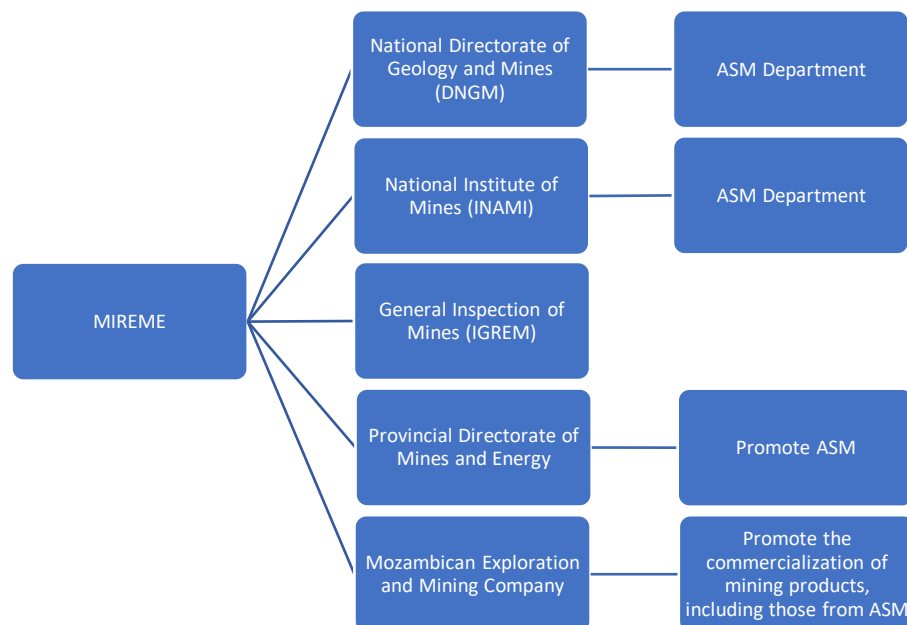 National Directorate of
Geology and Mines
(DNGM)
ASM Department
National Institute of
Mines (INAMI)
ASM Department
MIREME
General Inspection of
Mines (IGREM)
Provincial Directorate of
Mines and Energy
Promote ASM
Mozambican Exploration
and Mining Company
Promote the
commercialization of
mining products,
including those from ASM